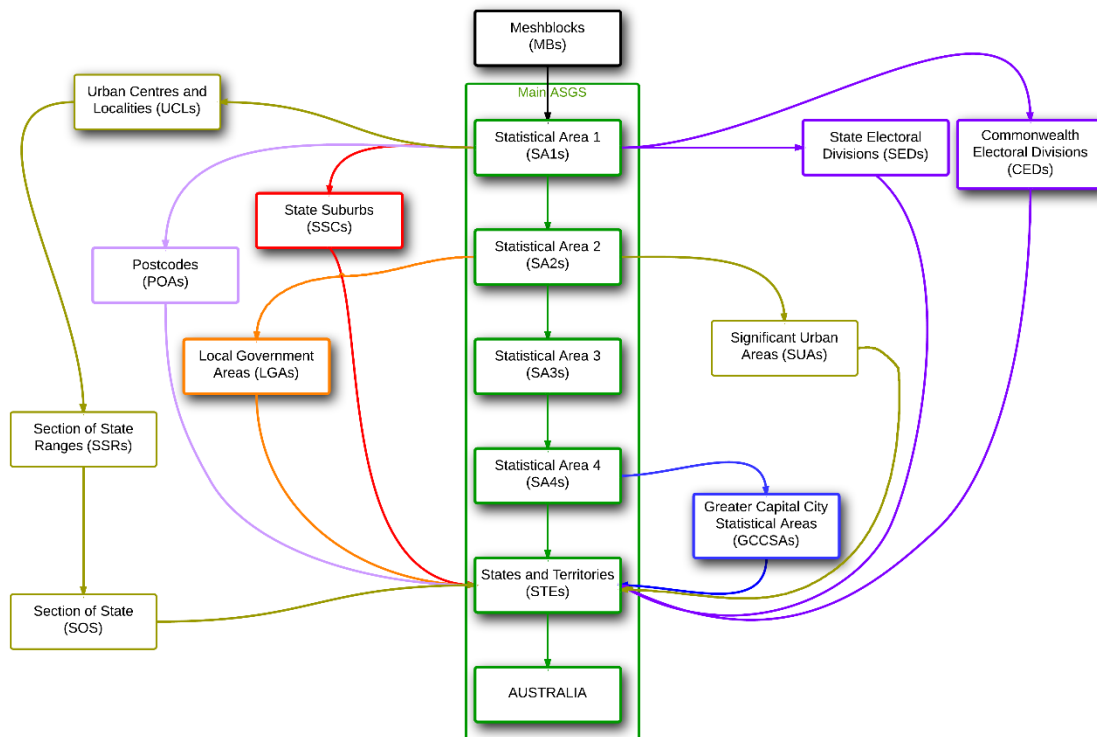 Meshblocks
(MBs)
Main ASGS
Urban Centres and
Localities (UCLs)
Statistical Area 1
(SA1s)
State Electoral
Divisions (SEDs)
Commonwealth
Electoral Divisions
(CEDs)
State Suburbs
(SSCs)
Postcodes
(POAs)
Statistical Area 2
(SA2s)
Local Government
Areas (LGAs)
Statistical Area 3
(SA3s)
Significant Urban
Areas (SUAs)
Section of State
Ranges (SSRs)
Statistical Area 4
(SA4s)
Greater Capital City
Statistical Areas
(GCCSAs)
States and Territories
(STEs)
Section of State
(SOS)
AUSTRALIA